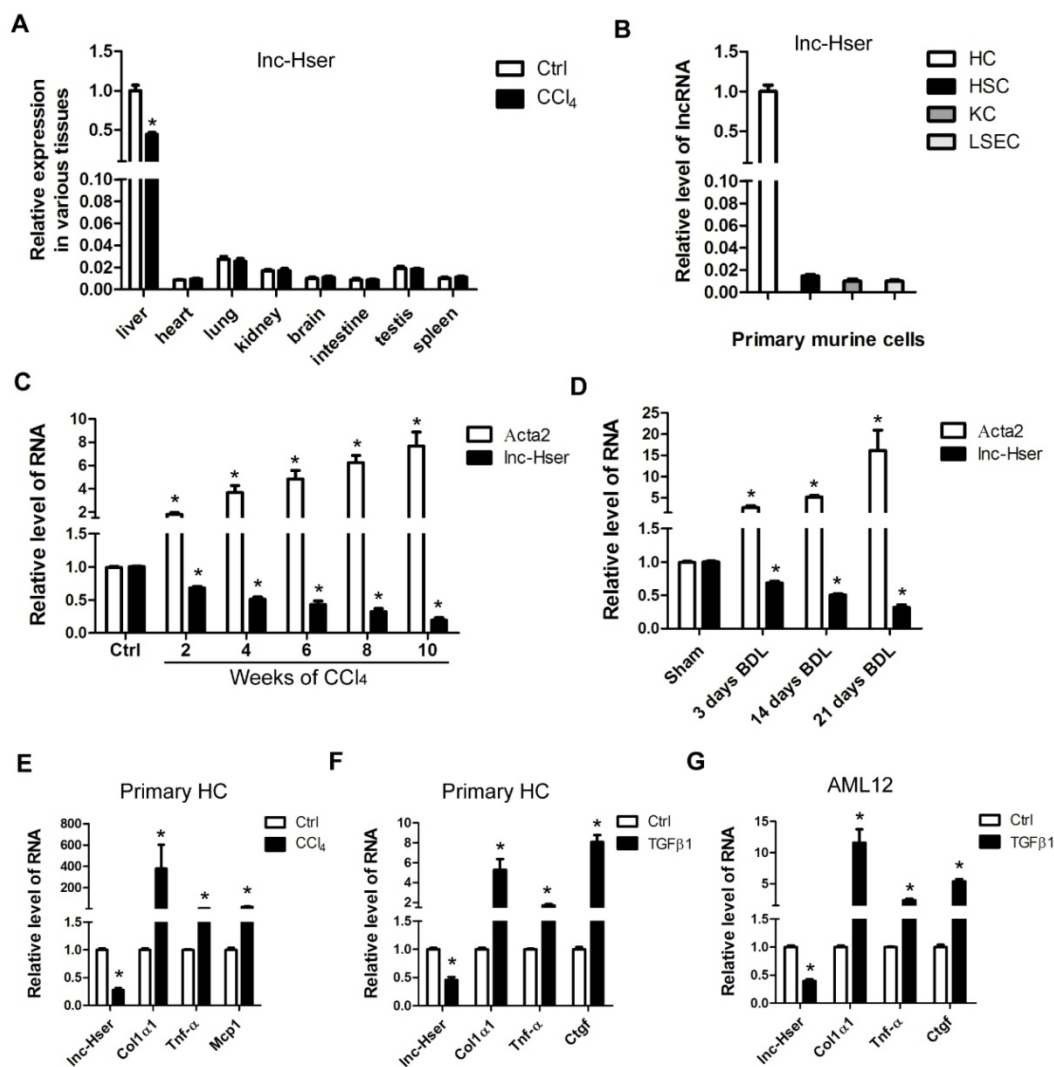 A
lnc-Hser
Relative expression
in various tissues
1.5
1.0
0.5
0.10
0.08
0.06
0.04
0.02
0.00
liver
heart
lung
kidney
brain
intestine
testis
spleen
*
Ctrl
CCl₄
B
lnc-Hser
Relative level of lncRNA
1.5
1.0
0.5
0.10
0.08
0.06
0.04
0.02
0.00
Primary murine cells
HC
HSC
KC
LSEC
C
Relative level of RNA
10
8
6
4
2
1.5
1.0
0.5
0.0
* * * * *
* * * * *
Ctrl 2 4 6 8 10
Weeks of CCl₄
Acta2
lnc-Hser
D
Relative level of RNA
25
20
15
10
5
1.5
1.0
0.5
0.0
* * *
* * *
Sham
3 days BDL
14 days BDL
21 days BDL
Acta2
lnc-Hser
E
Primary HC
Relative level of RNA
800
600
400
200
1.5
1.0
0.5
0.0
* * * *
lnc-Hser
Col1α1
Tnf-α
Mcp1
Ctrl
CCl₄
F
Primary HC
Relative level of RNA
10
8
6
4
2
1.5
1.0
0.5
0.0
* * * *
lnc-Hser
Col1α1
Tnf-α
Ctgf
Ctrl
TGFβ1
G
AML12
Relative level of RNA
15
10
5
1.5
1.0
0.5
0.0
* * * *
lnc-Hser
Col1α1
Tnf-α
Ctgf
Ctrl
TGFβ1